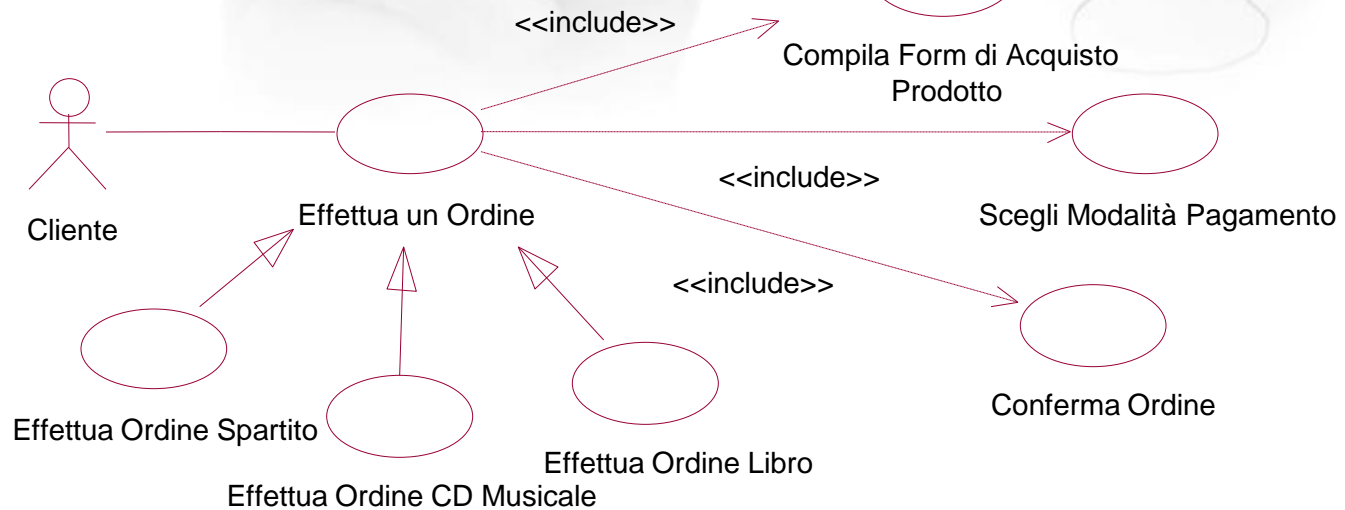 <<include>>
Compila Form di Acquisto
Prodotto
<<include>>
Cliente
Effettua un Ordine
Scegli Modalità Pagamento
<<include>>
Conferma Ordine
Effettua Ordine Spartito
Effettua Ordine Libro
Effettua Ordine CD Musicale